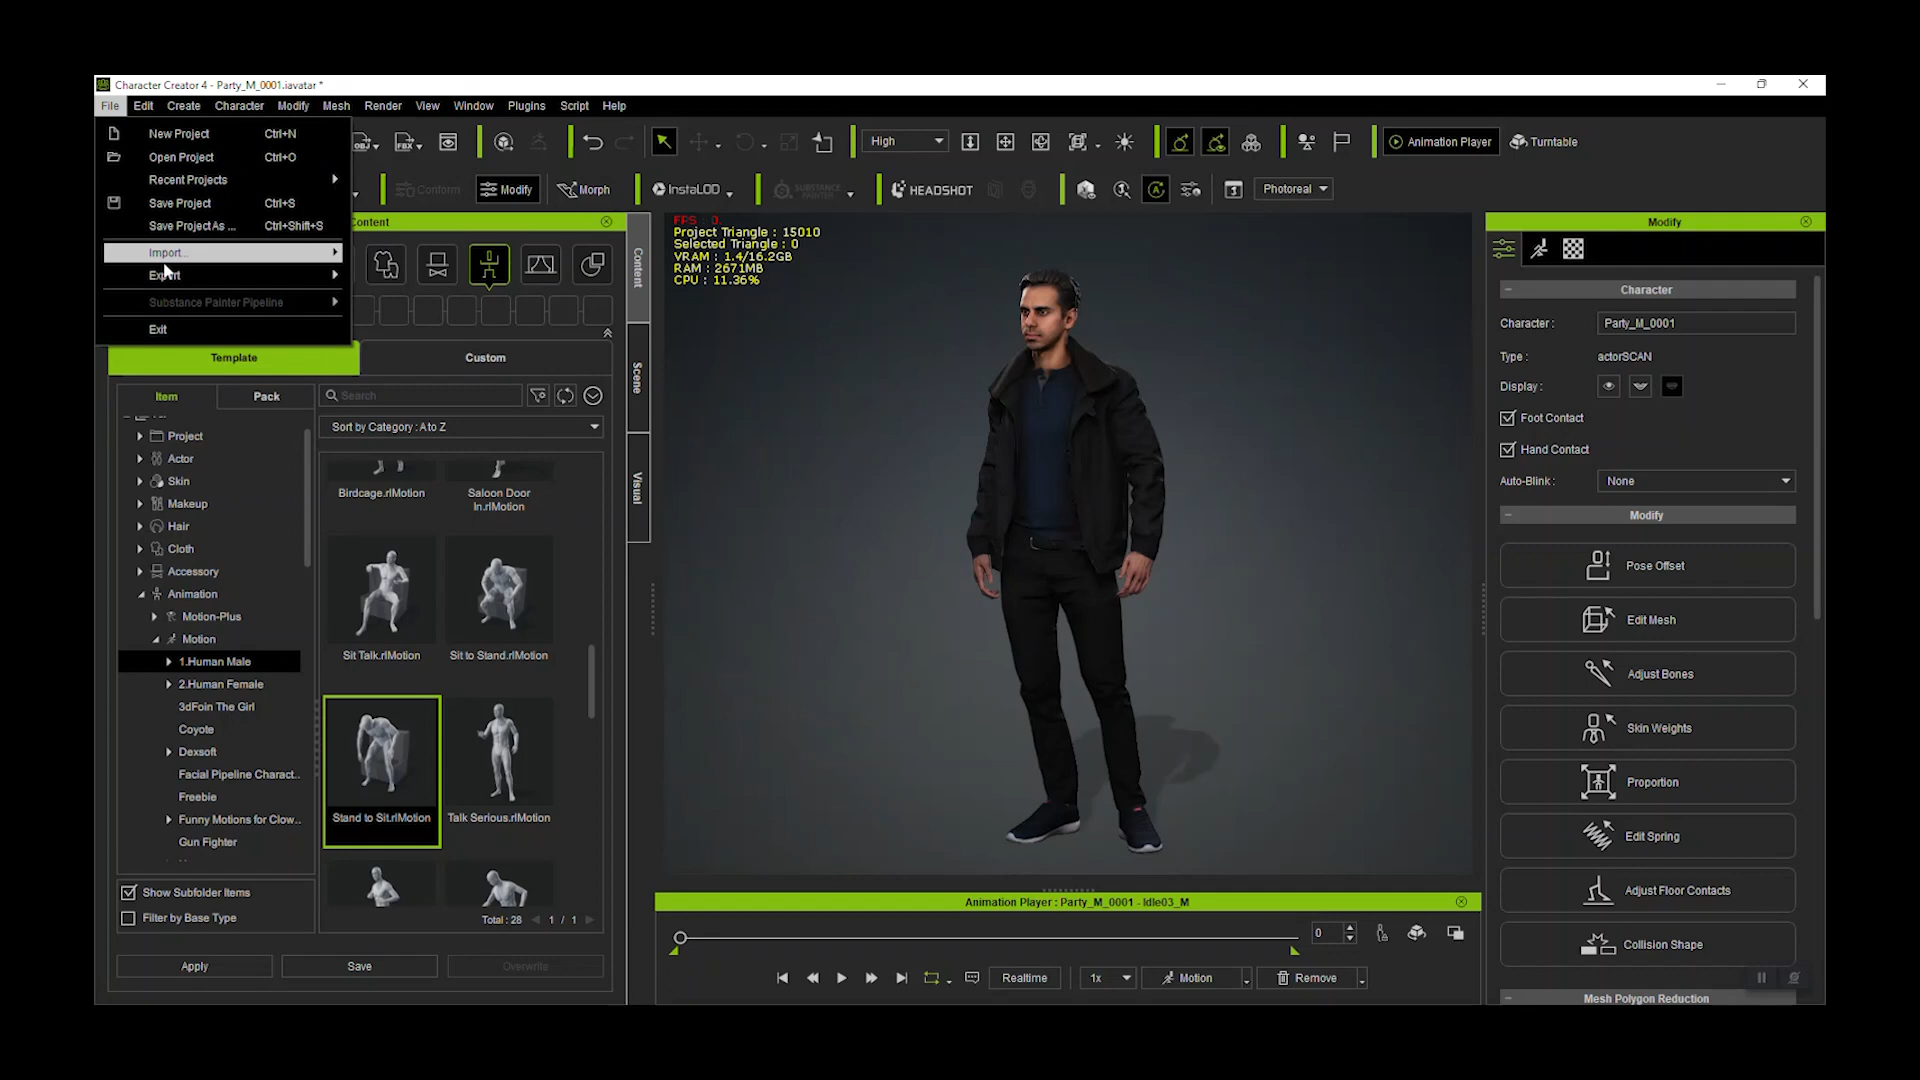 Character Creator 4 - Party_M_0001.iavatar *
File Edit Create Character Modify Mesh Render View Window Plugins Script Help
New Project Ctrl+N
Open Project Ctrl+O
Recent Projects
Save Project Ctrl+S
Save Project As ... Ctrl+Shift+S
Import...
Export
Substance Painter Pipeline
Exit
OBJ FBX High Animation Player Turntable
Conform Modify Morph InstaLOD SUBSTANCE PAINTER HEADSHOT Photoreal
Content
Content
Scene
Visual
Template Custom
Item Pack
Search
Sort by Category : A to Z
Project
Actor
Skin
Makeup
Hair
Cloth
Accessory
Animation
Motion-Plus
Motion
1.Human Male
2.Human Female
3dFoin The Girl
Coyote
Dexsoft
Facial Pipeline Charact..
Freebie
Funny Motions for Clow..
Gun Fighter
Birdcage.rlMotion
Saloon Door
In.rlMotion
Sit Talk.rlMotion
Sit to Stand.rlMotion
Stand to Sit.rlMotion
Talk Serious.rlMotion
Show Subfolder Items
Filter by Base Type
Total : 28 1 / 1
Apply Save Overwrite
FPS : 0.
Project Triangle : 15010
Selected Triangle : 0
VRAM : 1.4/16.2GB
RAM : 2671MB
CPU : 11.36%
Animation Player : Party_M_0001 - Idle03_M
0
Realtime 1x Motion Remove
Modify
Character
Character : Party_M_0001
Type : actorSCAN
Display :
Foot Contact
Hand Contact
Auto-Blink : None
Modify
Pose Offset
Edit Mesh
Adjust Bones
Skin Weights
Proportion
Edit Spring
Adjust Floor Contacts
Collision Shape
Mesh Polygon Reduction